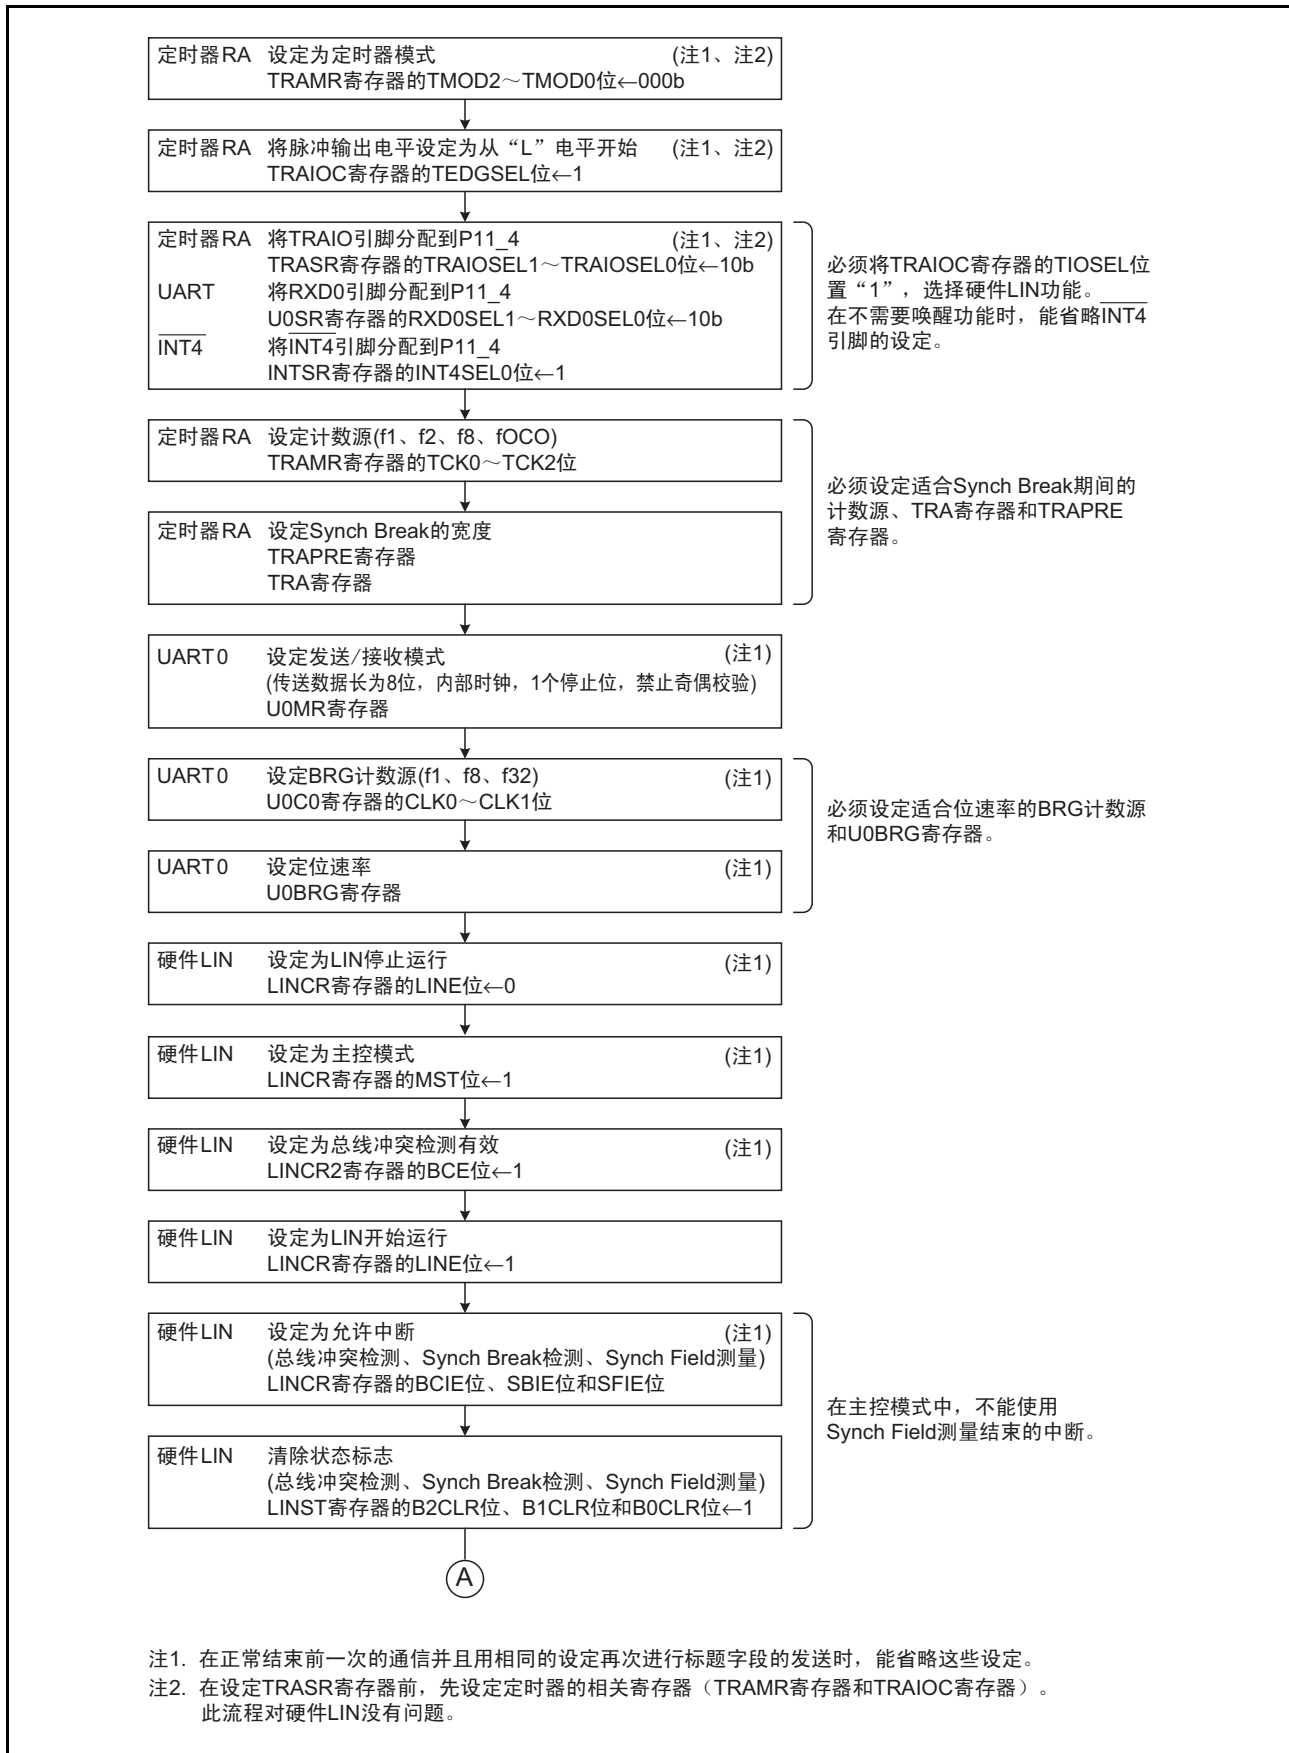 定时器RA 设定为定时器模式 (注1、注2)
TRAMR寄存器的TMOD2～TMOD0位←000b
定时器RA 将脉冲输出电平设定为从“L”电平开始 (注1、注2)
TRAIOC寄存器的TEDGSEL位←1
定时器RA 将TRAIO引脚分配到P11_4 (注1、注2)
TRASR寄存器的TRAIOSEL1～TRAIOSEL0位←10b
UART 将RXD0引脚分配到P11_4
U0SR寄存器的RXD0SEL1～RXD0SEL0位←10b
INT4 将INT4引脚分配到P11_4
INTSR寄存器的INT4SEL0位←1
必须将TRAIOC寄存器的TIOSEL位
置“1”，选择硬件LIN功能。
在不需要唤醒功能时，能省略INT4
引脚的设定。
定时器RA 设定计数源(f1、f2、f8、fOCO)
TRAMR寄存器的TCK0～TCK2位
定时器RA 设定Synch Break的宽度
TRAPRE寄存器
TRA寄存器
必须设定适合Synch Break期间的
计数源、TRA寄存器和TRAPRE
寄存器。
UART0 设定发送/接收模式 (注1)
(传送数据长为8位，内部时钟，1个停止位，禁止奇偶校验)
U0MR寄存器
UART0 设定BRG计数源(f1、f8、f32) (注1)
U0C0寄存器的CLK0～CLK1位
UART0 设定位速率 (注1)
U0BRG寄存器
必须设定适合位速率的BRG计数源
和U0BRG寄存器。
硬件LIN 设定为LIN停止运行 (注1)
LINCR寄存器的LINE位←0
硬件LIN 设定为主控模式 (注1)
LINCR寄存器的MST位←1
硬件LIN 设定为总线冲突检测有效 (注1)
LINCR2寄存器的BCE位←1
硬件LIN 设定为LIN开始运行
LINCR寄存器的LINE位←1
硬件LIN 设定为允许中断 (注1)
(总线冲突检测、Synch Break检测、Synch Field测量)
LINCR寄存器的BCIE位、SBIE位和SFIE位
硬件LIN 清除状态标志
(总线冲突检测、Synch Break检测、Synch Field测量)
LINST寄存器的B2CLR位、B1CLR位和B0CLR位←1
在主控模式中，不能使用
Synch Field测量结束的中断。
A
注1. 在正常结束前一次的通信并且用相同的设定再次进行标题字段的发送时，能省略这些设定。
注2. 在设定TRASR寄存器前，先设定定时器的相关寄存器（TRAMR寄存器和TRAIOC寄存器）。
此流程对硬件LIN没有问题。